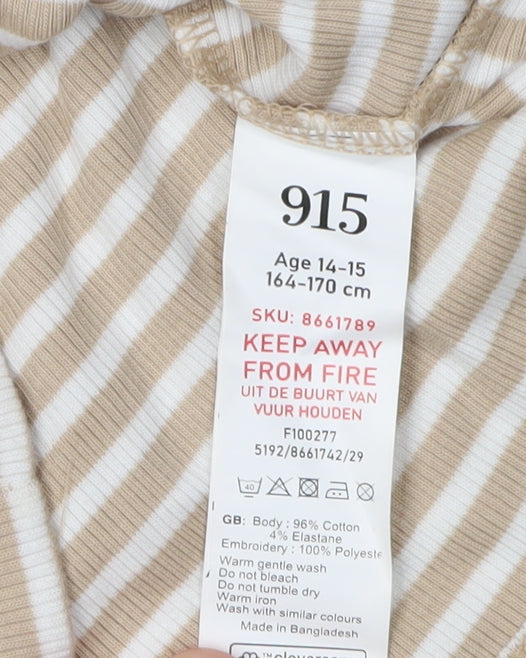 915
Age 14-15
164-170 cm
SKU: 8661789
KEEP AWAY
FROM FIRE
UIT DE BUURT VAN
VUUR HOUDEN
F100277
5192/8661742/29
40
GB: Body : 96% Cotton
4% Elastane
Embroidery : 100% Polyeste
Warm gentle wash
Do not bleach
Do not tumble dry
Warm iron
Wash with similar colours
Made in Bangladesh